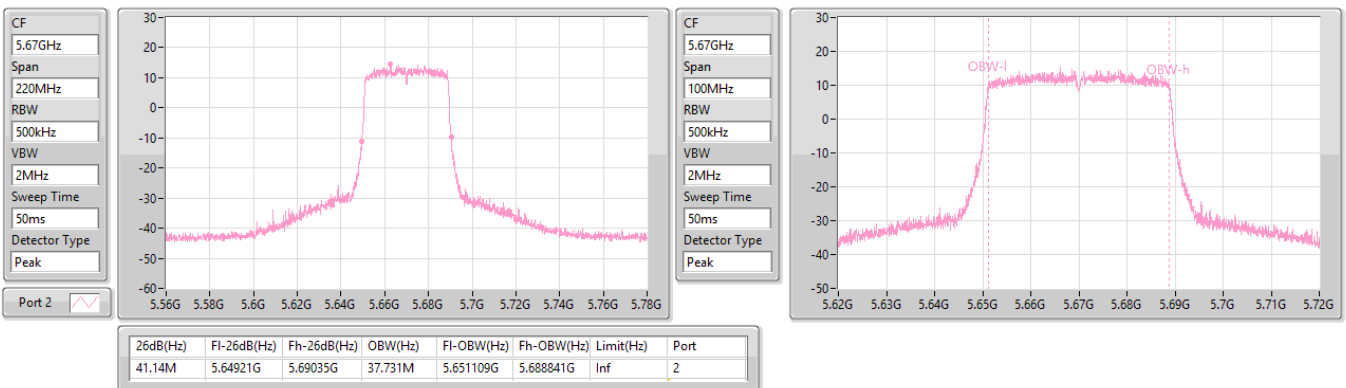 CF
5.67GHz
Span
220MHz
RBW
500kHz
VBW
2MHz
Sweep Time
50ms
Detector Type
Peak
Port 2
30
20
10
0
-10
-20
-30
-40
-50
-60
5.56G 5.58G 5.6G 5.62G 5.64G 5.66G 5.68G 5.7G 5.72G 5.74G 5.76G 5.78G
CF
5.67GHz
Span
100MHz
RBW
500kHz
VBW
2MHz
Sweep Time
50ms
Detector Type
Peak
30
20
10
0
-10
-20
-30
-40
-50
OBW-l OBW-h
5.62G 5.63G 5.64G 5.65G 5.66G 5.67G 5.68G 5.69G 5.7G 5.71G 5.72G
26dB(Hz) Fl-26dB(Hz) Fh-26dB(Hz) OBW(Hz) Fl-OBW(Hz) Fh-OBW(Hz) Limit(Hz) Port
41.14M 5.64921G 5.69035G 37.731M 5.651109G 5.688841G Inf 2